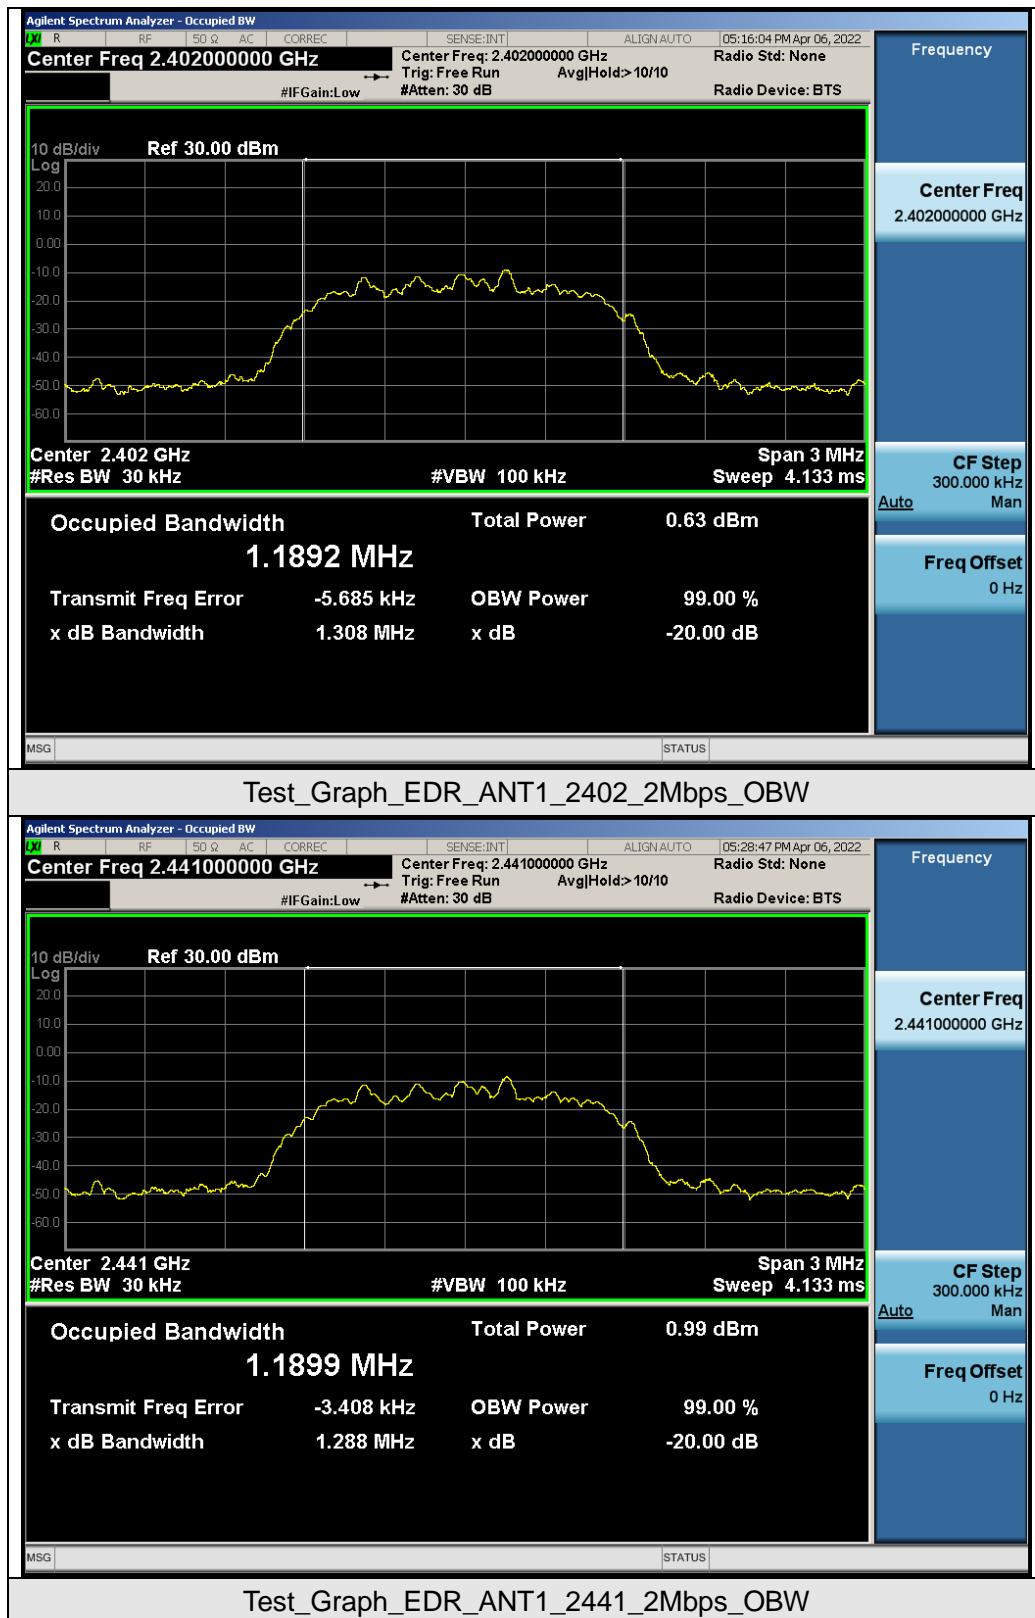 Agilent Spectrum Analyzer - Occupied BW
LXI R RF 50 Ω AC CORREC SENSE:INT ALIGN AUTO 05:16:04 PM Apr 06, 2022
Center Freq 2.402000000 GHz
Center Freq: 2.402000000 GHz Radio Std: None
Trig: Free Run Avg|Hold:>10/10
#IFGain:Low #Atten: 30 dB Radio Device: BTS
Frequency
10 dB/div Ref 30.00 dBm
Log
20.0
10.0
0.00
-10.0
-20.0
-30.0
-40.0
-50.0
-60.0
Center 2.402 GHz Span 3 MHz
#Res BW 30 kHz #VBW 100 kHz Sweep 4.133 ms
Center Freq
2.402000000 GHz
CF Step
300.000 kHz
Auto Man
Freq Offset
0 Hz
Occupied Bandwidth Total Power 0.63 dBm
1.1892 MHz
Transmit Freq Error -5.685 kHz OBW Power 99.00 %
x dB Bandwidth 1.308 MHz x dB -20.00 dB
MSG STATUS
Test_Graph_EDR_ANT1_2402_2Mbps_OBW
Agilent Spectrum Analyzer - Occupied BW
LXI R RF 50 Ω AC CORREC SENSE:INT ALIGN AUTO 05:28:47 PM Apr 06, 2022
Center Freq 2.441000000 GHz
Center Freq: 2.441000000 GHz Radio Std: None
Trig: Free Run Avg|Hold:>10/10
#IFGain:Low #Atten: 30 dB Radio Device: BTS
Frequency
10 dB/div Ref 30.00 dBm
Log
20.0
10.0
0.00
-10.0
-20.0
-30.0
-40.0
-50.0
-60.0
Center 2.441 GHz Span 3 MHz
#Res BW 30 kHz #VBW 100 kHz Sweep 4.133 ms
Center Freq
2.441000000 GHz
CF Step
300.000 kHz
Auto Man
Freq Offset
0 Hz
Occupied Bandwidth Total Power 0.99 dBm
1.1899 MHz
Transmit Freq Error -3.408 kHz OBW Power 99.00 %
x dB Bandwidth 1.288 MHz x dB -20.00 dB
MSG STATUS
Test_Graph_EDR_ANT1_2441_2Mbps_OBW